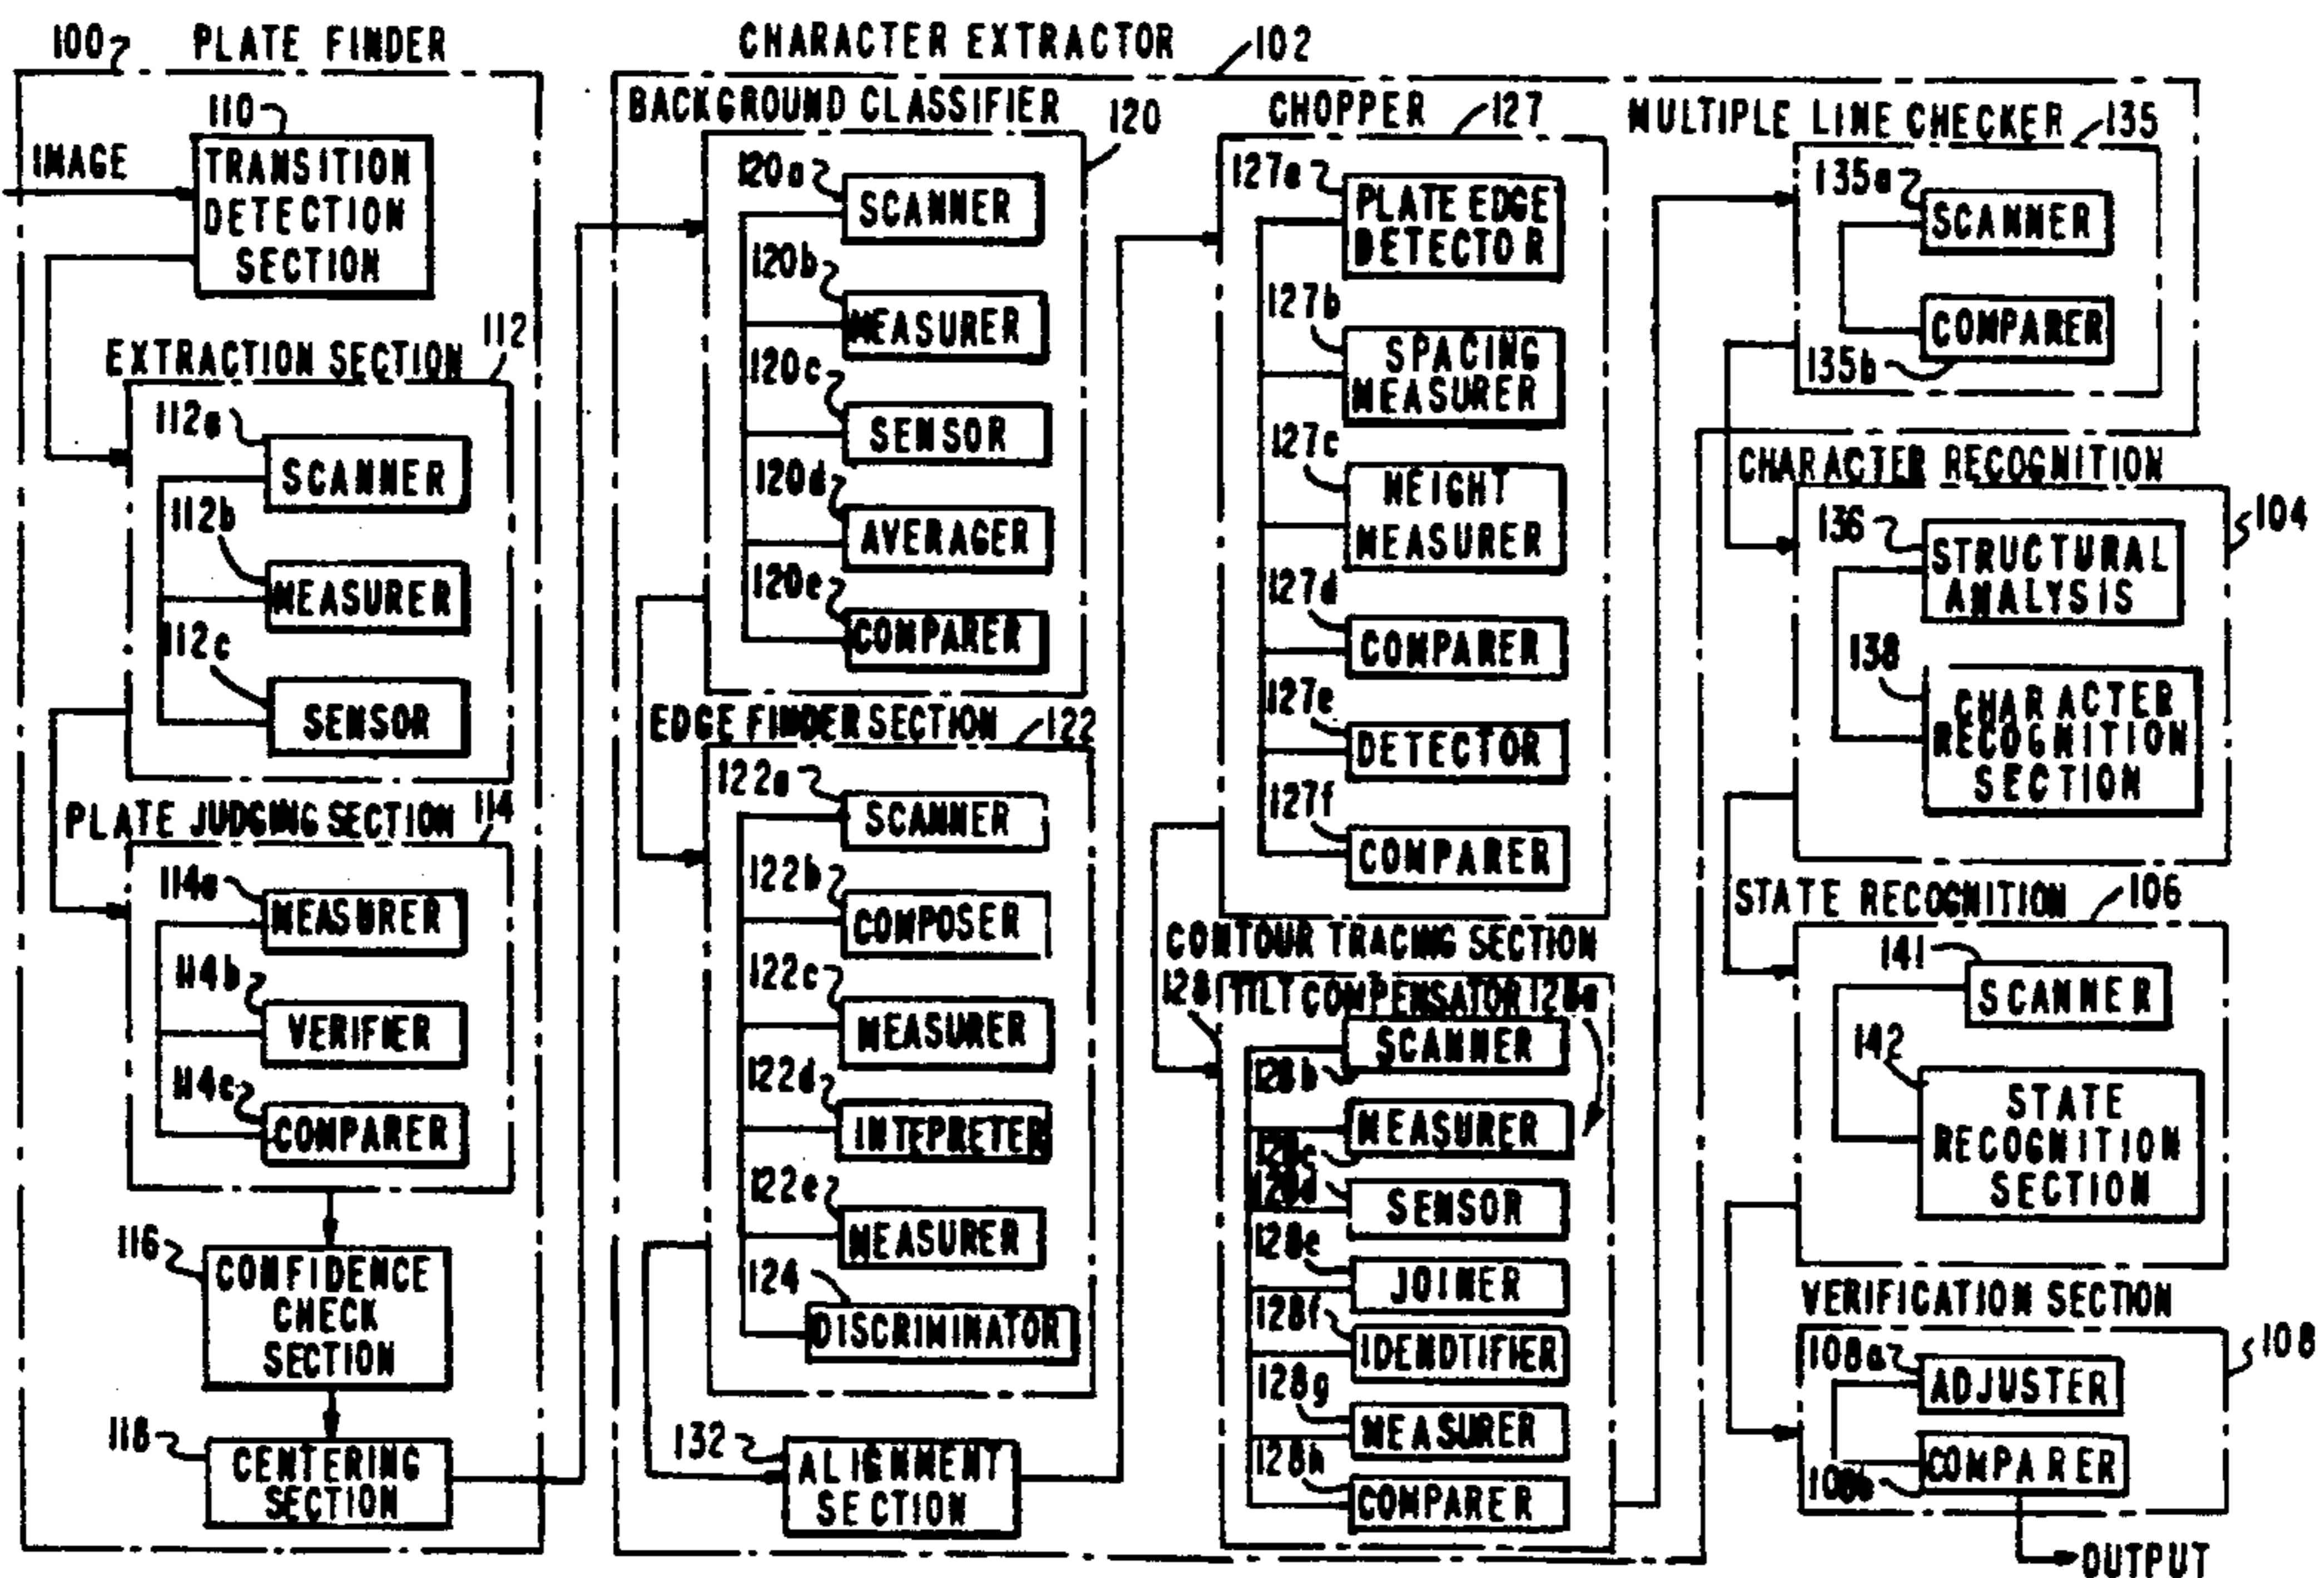 100 PLATE FINDER
110
IMAGE
TRANSITION
DETECTION
SECTION
EXTRACTION SECTION 112
112a
SCANNER
112b
MEASURER
112c
SENSOR
PLATE JUDGING SECTION 114
114a
MEASURER
114b
VERIFIER
114c
COMPARER
116
CONFIDENCE
CHECK
SECTION
118
CENTERING
SECTION
CHARACTER EXTRACTOR 102
BACKGROUND CLASSIFIER 120
120a
SCANNER
120b
MEASURER
120c
SENSOR
120d
AVERAGER
120e
COMPARER
EDGE FINDER SECTION 122
122a
SCANNER
122b
COMPOSER
122c
MEASURER
122d
INTEPRETER
122e
MEASURER
124
DISCRIMINATOR
132
ALIGNMENT
SECTION
CHOPPER 127
127a
PLATE EDGE
DETECTOR
127b
SPACING
MEASURER
127c
HEIGHT
MEASURER
127d
COMPARER
127e
DETECTOR
127f
COMPARER
CONTOUR TRACING SECTION
128 TILT COMPENSATOR 128a
SCANNER
128b
MEASURER
128c
128d
SENSOR
128e
JOINER
128f
IDENDTIFIER
128g
MEASURER
128h
COMPARER
MULTIPLE LINE CHECKER 135
135a
SCANNER
COMPARER
135b
CHARACTER RECOGNITION
104
136
STRUCTURAL
ANALYSIS
138
CHARACTER
RECOGNITION
SECTION
STATE RECOGNITION 106
141
SCANNER
142
STATE
RECOGNITION
SECTION
VERIFICATION SECTION
108
108a
ADJUSTER
COMPARER
108b
OUTPUT